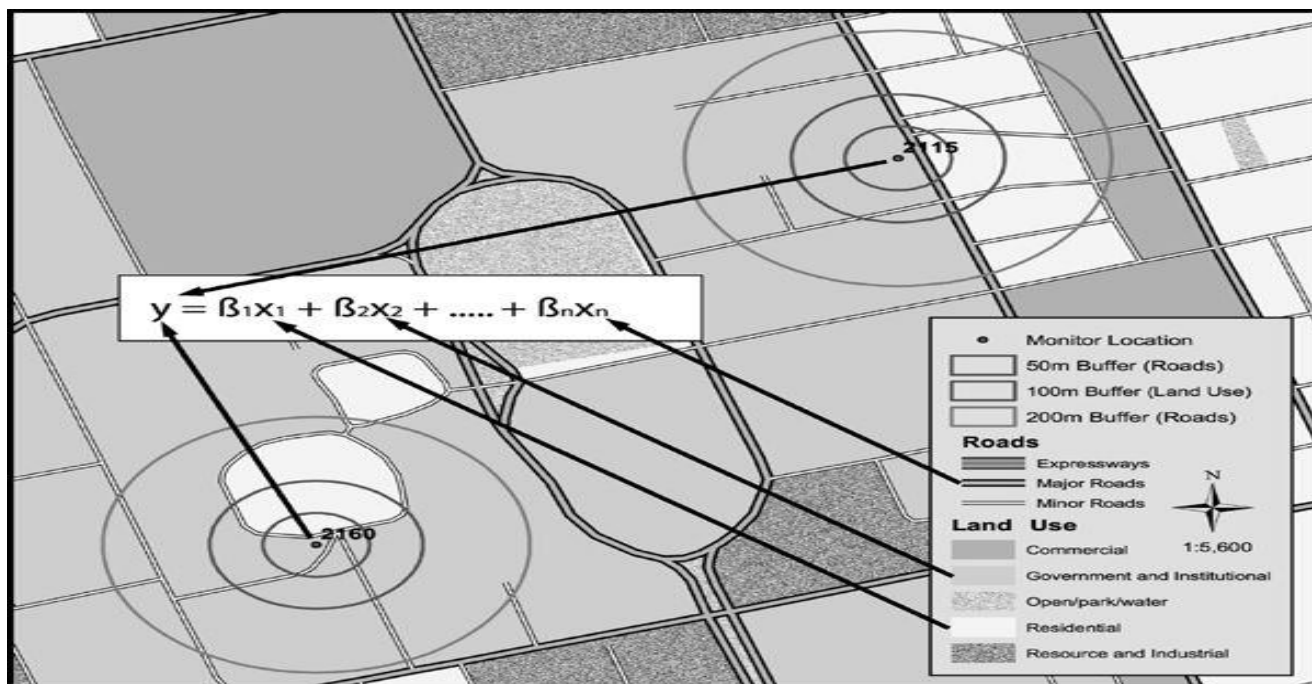 2115
y = ß1x1 + ß2x2 + ..... + ßnxn
2160
Monitor Location
50m Buffer (Roads)
100m Buffer (Land Use)
200m Buffer (Roads)
Roads
Expressways
Major Roads
Minor Roads
N
1:5,600
Land Use
Commercial
Government and Institutional
Open/park/water
Residential
Resource and Industrial